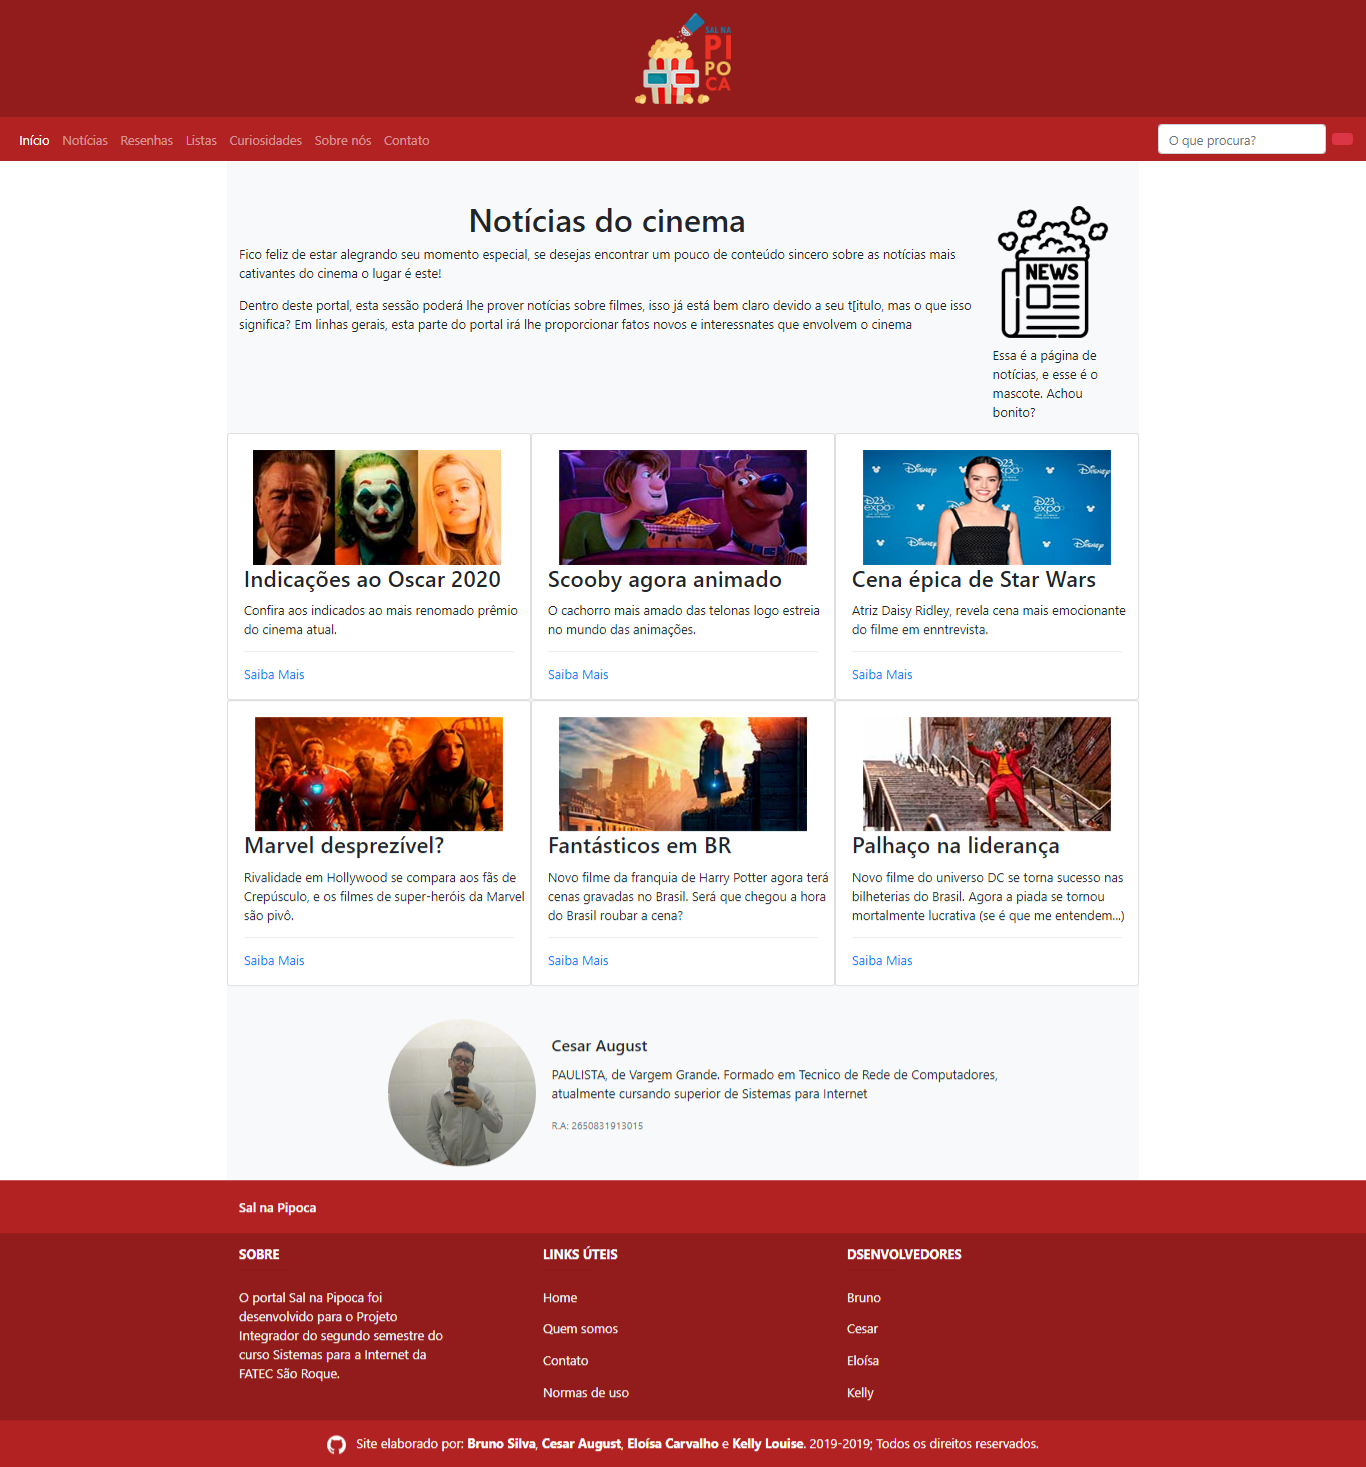 SAL NA
PI
PO
CA
Início Notícias Resenhas Listas Curiosidades Sobre nós Contato
O que procura?
Notícias do cinema
Fico feliz de estar alegrando seu momento especial, se desejas encontrar um pouco de conteúdo sincero sobre as notícias mais
cativantes do cinema o lugar é este!
Dentro deste portal, esta sessão poderá lhe prover notícias sobre filmes, isso já está bem claro devido a seu t[itulo, mas o que isso
significa? Em linhas gerais, esta parte do portal irá lhe proporcionar fatos novos e interessnates que envolvem o cinema
NEWS
Essa é a página de
notícias, e esse é o
mascote. Achou
bonito?
Indicações ao Oscar 2020
Confira aos indicados ao mais renomado prêmio
do cinema atual.
Saiba Mais
Scooby agora animado
O cachorro mais amado das telonas logo estreia
no mundo das animações.
Saiba Mais
Disney
D23
expo
Disney
D23
expo
Disney
Disney
Cena épica de Star Wars
Atriz Daisy Ridley, revela cena mais emocionante
do filme em enntrevista.
Saiba Mais
Marvel desprezível?
Rivalidade em Hollywood se compara aos fãs de
Crepúsculo, e os filmes de super-heróis da Marvel
são pivô.
Saiba Mais
Fantásticos em BR
Novo filme da franquia de Harry Potter agora terá
cenas gravadas no Brasil. Será que chegou a hora
do Brasil roubar a cena?
Saiba Mais
Palhaço na liderança
Novo filme do universo DC se torna sucesso nas
bilheterias do Brasil. Agora a piada se tornou
mortalmente lucrativa (se é que me entendem...)
Saiba Mias
Cesar August
PAULISTA, de Vargem Grande. Formado em Tecnico de Rede de Computadores,
atualmente cursando superior de Sistemas para Internet
R.A: 2650831913015
Sal na Pipoca
SOBRE
O portal Sal na Pipoca foi
desenvolvido para o Projeto
Integrador do segundo semestre do
curso Sistemas para a Internet da
FATEC São Roque.
LINKS ÚTEIS
Home
Quem somos
Contato
Normas de uso
DSENVOLVEDORES
Bruno
Cesar
Eloísa
Kelly
Site elaborado por: Bruno Silva, Cesar August, Eloísa Carvalho e Kelly Louise. 2019-2019; Todos os direitos reservados.